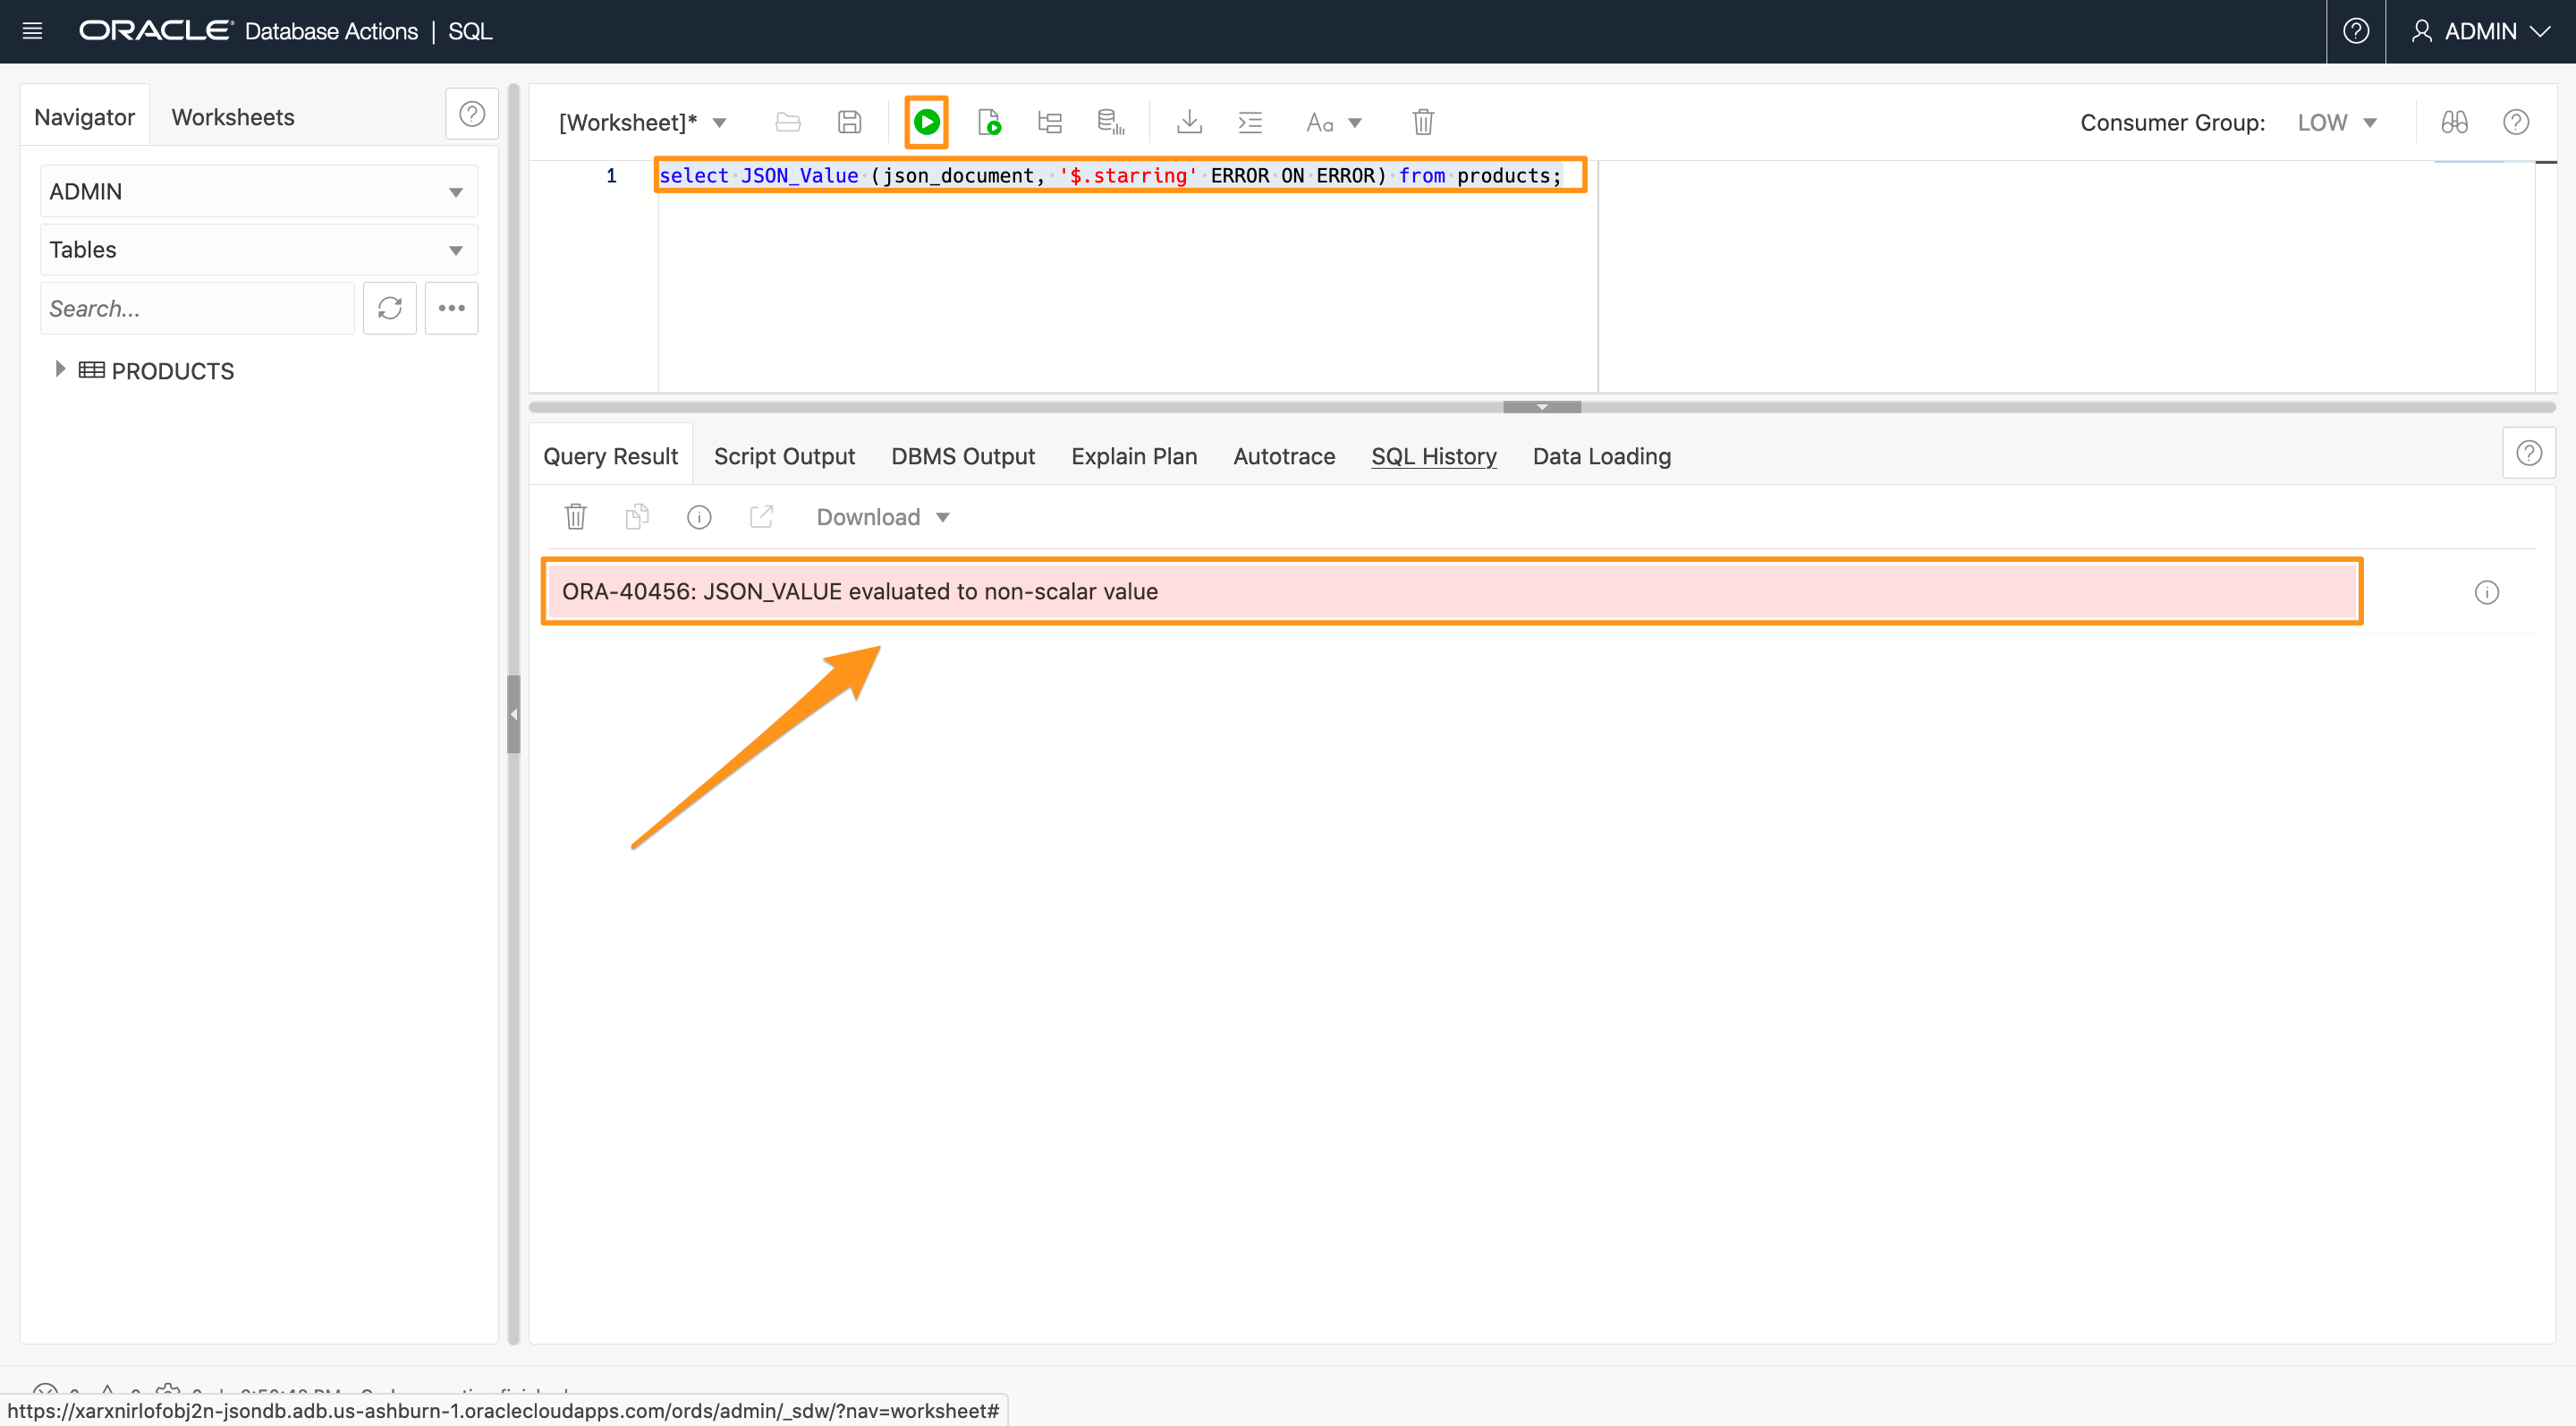 ORACLE Database Actions | SQL
ADMIN
Navigator
Worksheets
ADMIN
Tables
Search...
PRODUCTS
[Worksheet]*
Aa
Consumer Group:
LOW
1
select JSON_Value (json_document, '$.starring' ERROR ON ERROR) from products;
Query Result
Script Output
DBMS Output
Explain Plan
Autotrace
SQL History
Data Loading
Download
ORA-40456: JSON_VALUE evaluated to non-scalar value
https://xarxnirlofobj2n-jsondb.adb.us-ashburn-1.oraclecloudapps.com/ords/admin/_sdw/?nav=worksheet#